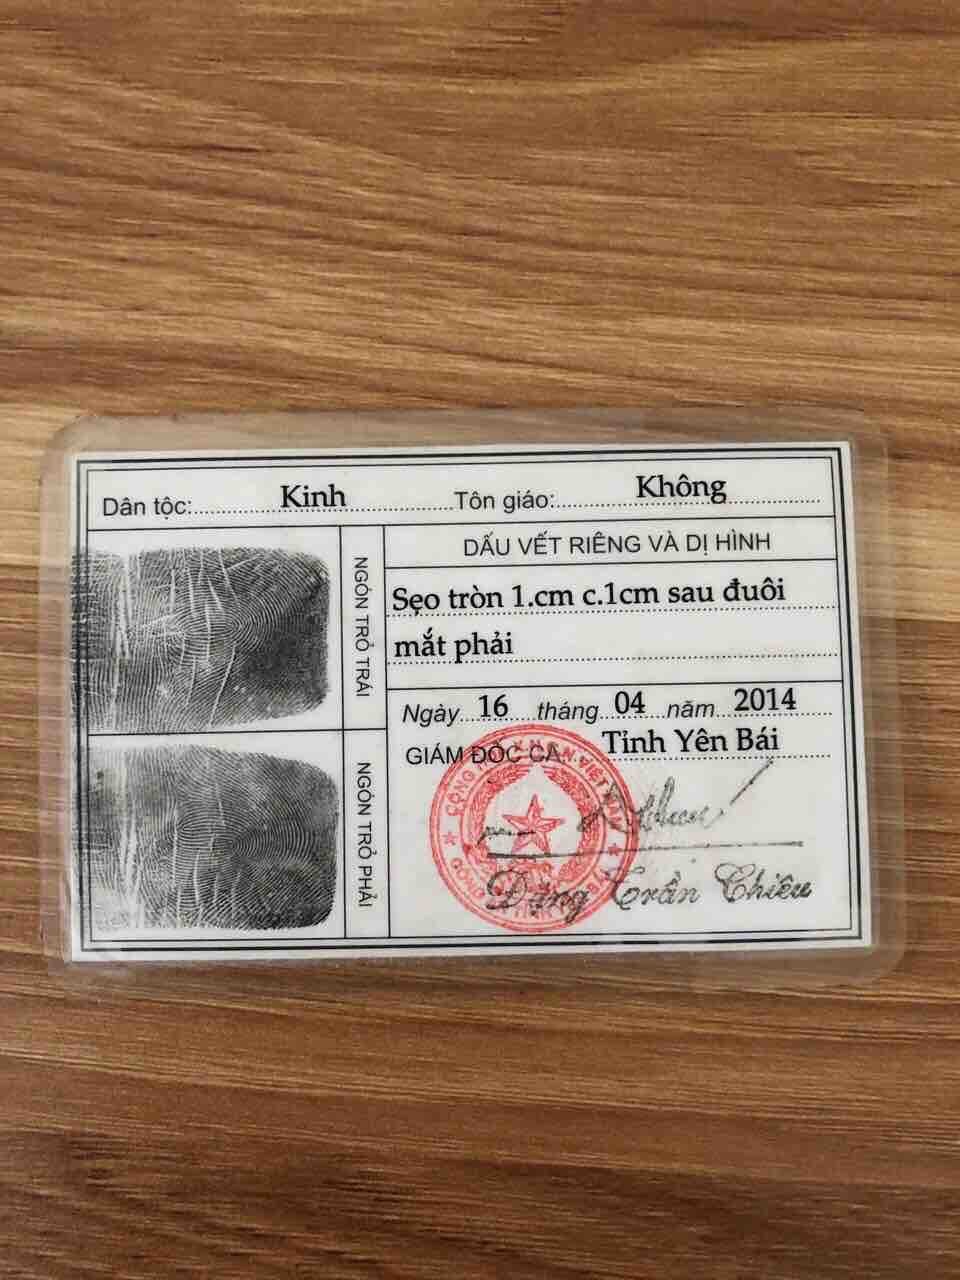 Dân tộc: Kinh Tôn giáo: Không
NGÓN TRỎ TRÁI
NGÓN TRỎ PHẢI
DẤU VẾT RIÊNG VÀ DỊ HÌNH
Sẹo tròn 1.cm c.1cm sau đuôi
mắt phải
Ngày 16 tháng 04 năm 2014
GIÁM ĐỐC CA Tỉnh Yên Bái
Đặng Trần Chiêu